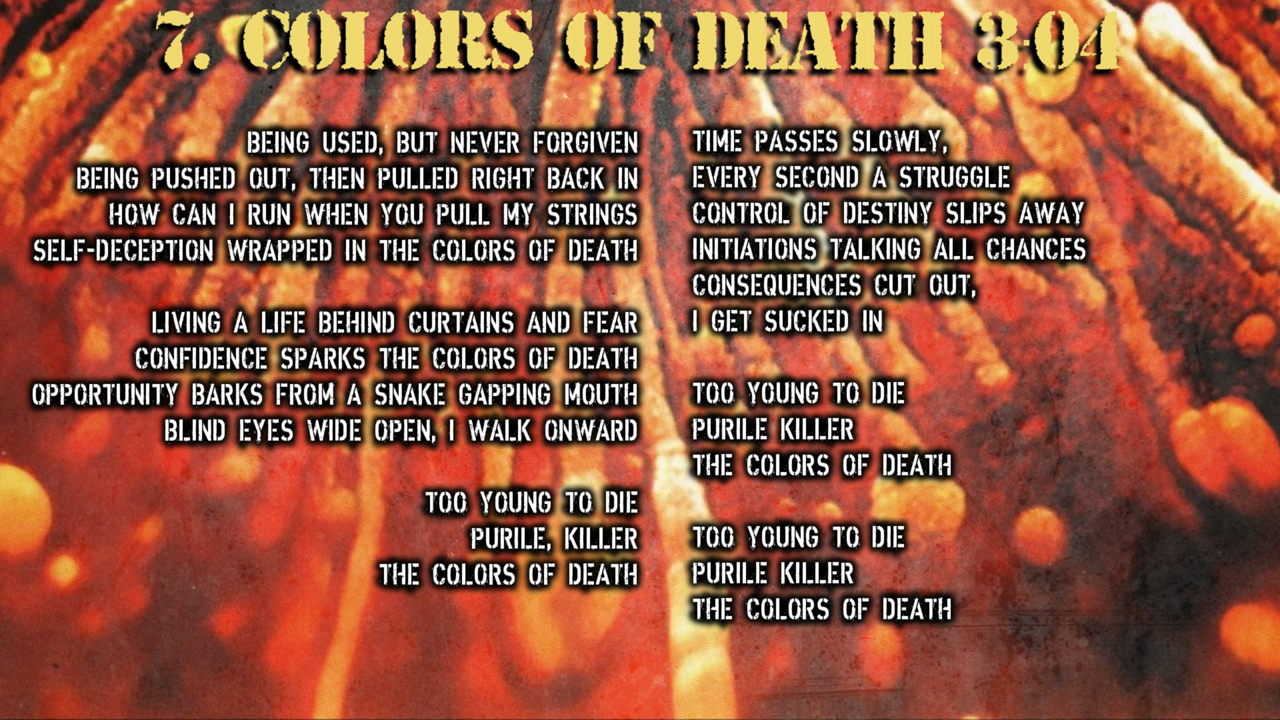 7. COLORS OF DEATH 3:04
BEING USED, BUT NEVER FORGIVEN
BEING PUSHED OUT, THEN PULLED RIGHT BACK IN
HOW CAN I RUN WHEN YOU PULL MY STRINGS
SELF-DECEPTION WRAPPED IN THE COLORS OF DEATH
LIVING A LIFE BEHIND CURTAINS AND FEAR
CONFIDENCE SPARKS THE COLORS OF DEATH
OPPORTUNITY BARKS FROM A SNAKE GAPPING MOUTH
BLIND EYES WIDE OPEN, I WALK ONWARD
TOO YOUNG TO DIE
PURILE, KILLER
THE COLORS OF DEATH
TIME PASSES SLOWLY,
EVERY SECOND A STRUGGLE
CONTROL OF DESTINY SLIPS AWAY
INITIATIONS TALKING ALL CHANCES
CONSEQUENCES CUT OUT,
I GET SUCKED IN
TOO YOUNG TO DIE
PURILE KILLER
THE COLORS OF DEATH
TOO YOUNG TO DIE
PURILE KILLER
THE COLORS OF DEATH